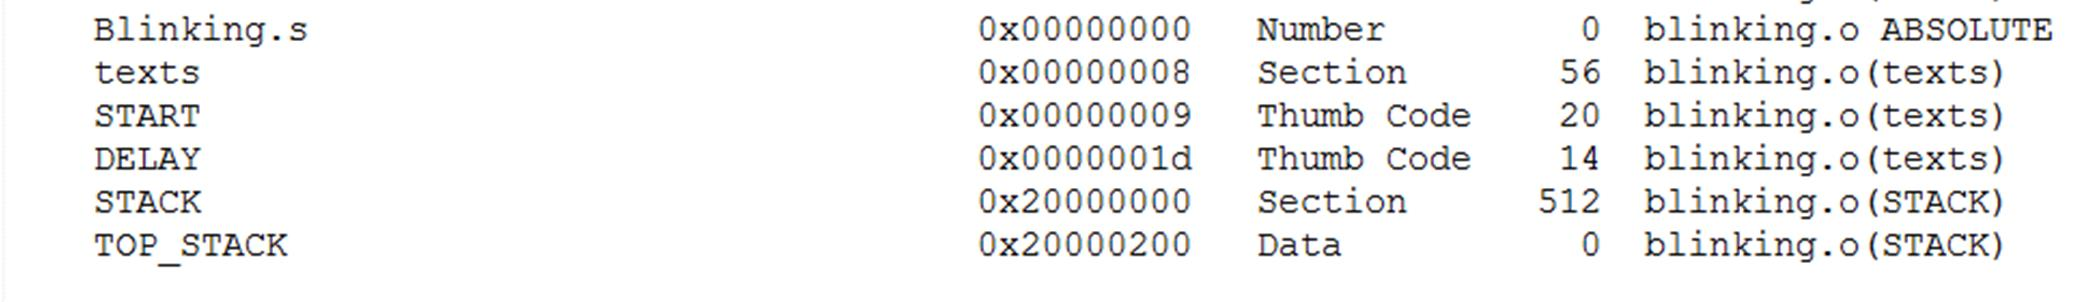 Blinking.s 0x00000000 Number 0 blinking.o ABSOLUTE
texts 0x00000008 Section 56 blinking.o(texts)
START 0x00000009 Thumb Code 20 blinking.o(texts)
DELAY 0x0000001d Thumb Code 14 blinking.o(texts)
STACK 0x20000000 Section 512 blinking.o(STACK)
TOP_STACK 0x20000200 Data 0 blinking.o(STACK)